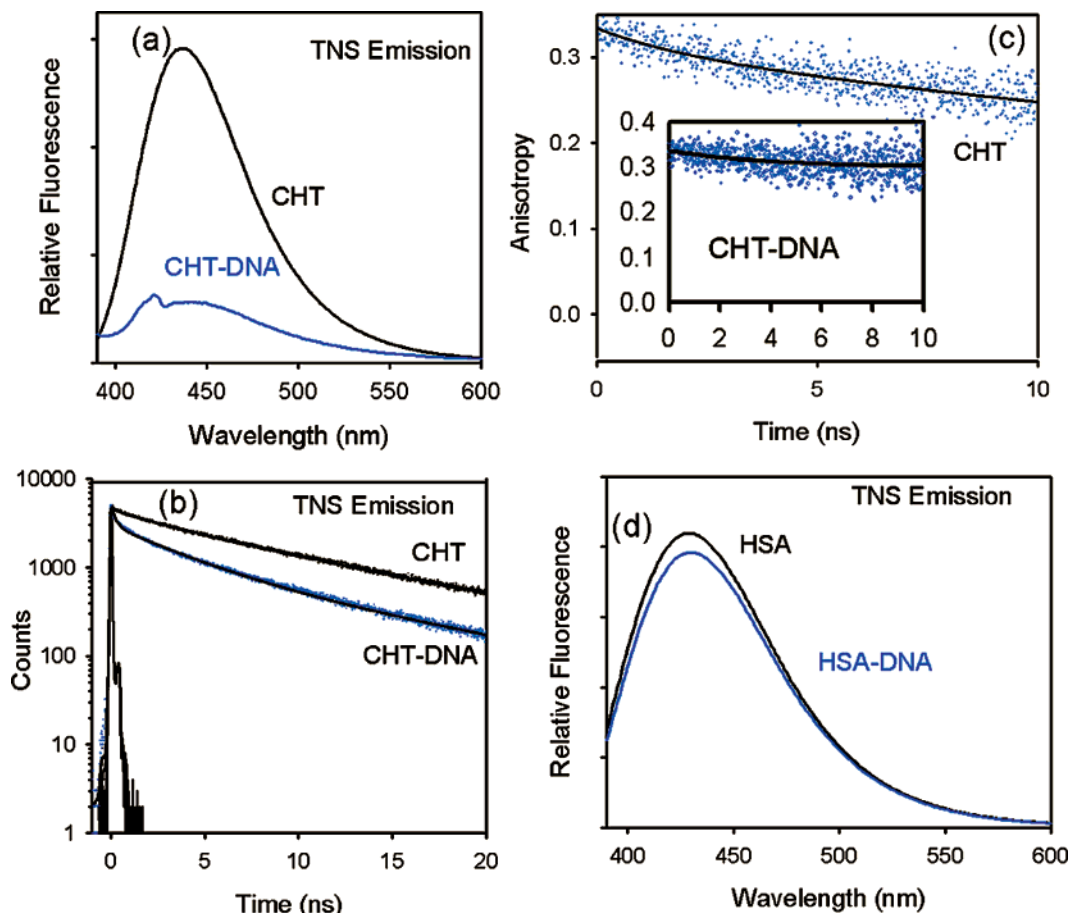 (a)
TNS Emission
CHT
CHT-DNA
Relative Fluorescence
400 450 500 550 600
Wavelength (nm)
(c)
0.3
0.2
0.1
0.0
Anisotropy
CHT
0.4
0.3
0.2
0.1
0.0
CHT-DNA
0 2 4 6 8 10
0 5 10
Time (ns)
(b)
TNS Emission
10000
1000
100
10
1
Counts
CHT
CHT-DNA
0 5 10 15 20
Time (ns)
(d)
TNS Emission
HSA
HSA-DNA
Relative Fluorescence
400 450 500 550 600
Wavelength (nm)